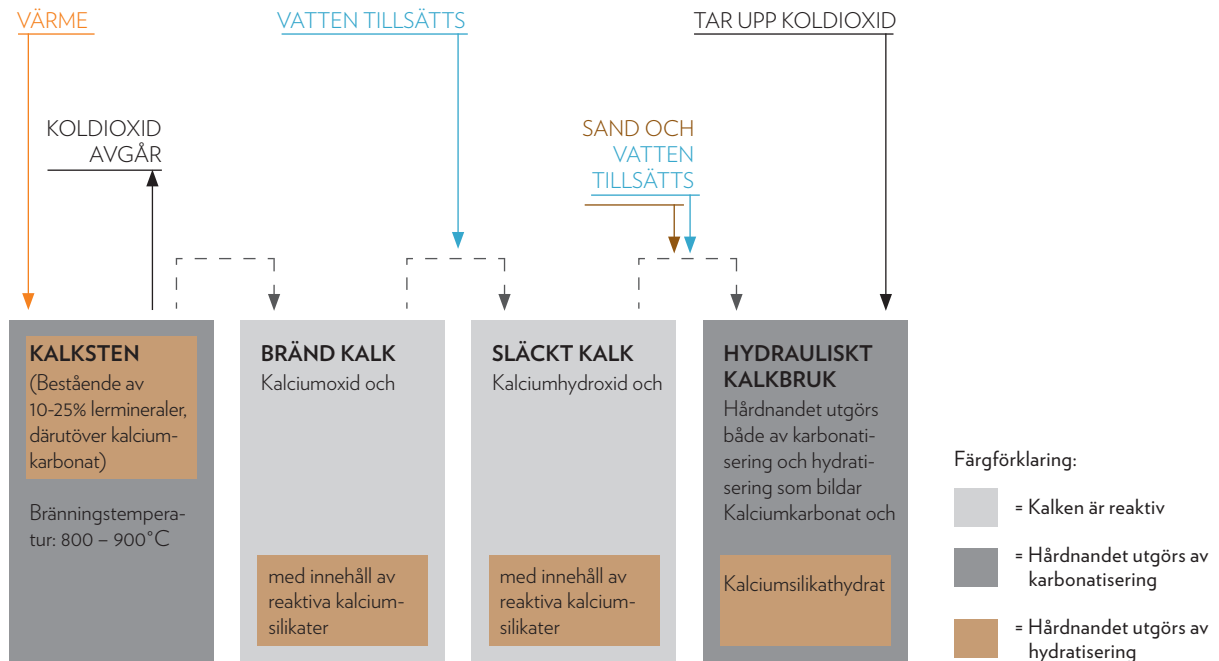 VÄRME
VATTEN TILLSÄTTS
TAR UPP KOLDIOXID
KOLDIOXID
AVGÅR
SAND OCH
VATTEN
TILLSÄTTS
KALKSTEN
(Bestående av
10-25% lermineraler,
därutöver kalcium-
karbonat)
Bränningstempera-
tur: 800 – 900°C
BRÄND KALK
Kalciumoxid och
med innehåll av
reaktiva kalcium-
silikater
SLÄCKT KALK
Kalciumhydroxid och
med innehåll av
reaktiva kalcium-
silikater
HYDRAULISKT
KALKBRUK
Hårdnandet utgörs
både av karbonati-
sering och hydrati-
sering som bildar
Kalciumkarbonat och
Kalciumsilikathydrat
Färgförklaring:
= Kalken är reaktiv
= Hårdnandet utgörs av
karbonatisering
= Hårdnandet utgörs av
hydratisering